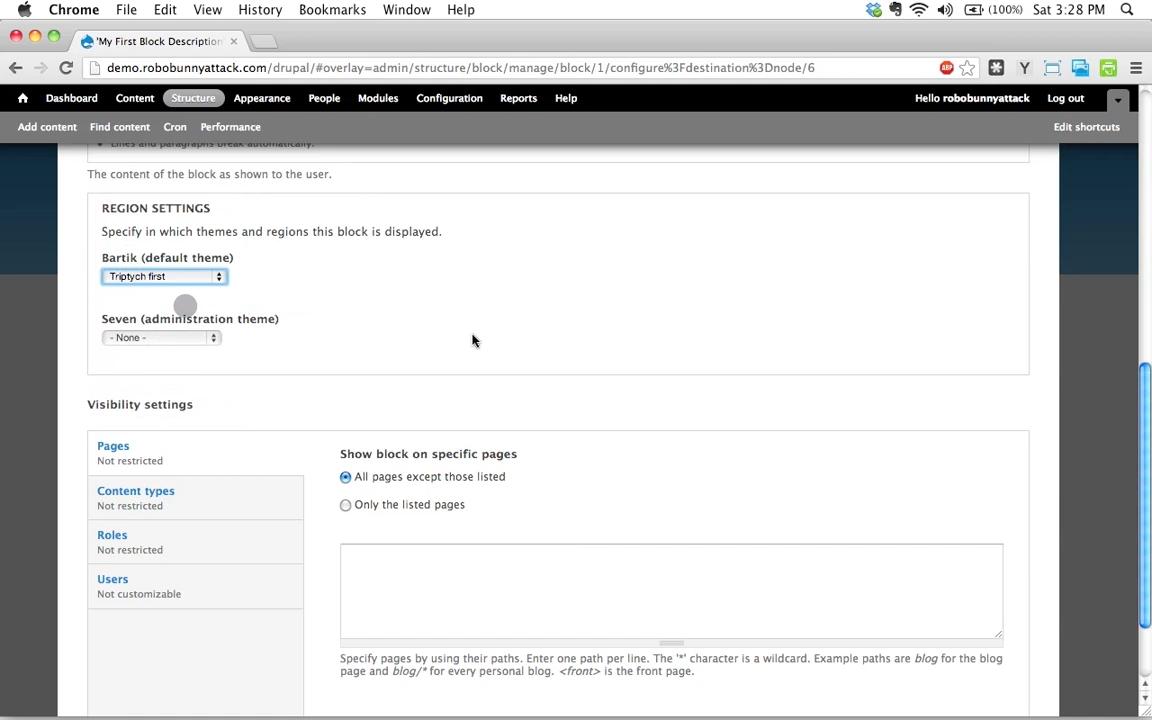 Chrome File Edit View History Bookmarks Window Help (100%) Sat 3:28 PM
'My First Block Description
demo.robobunnyattack.com/drupal/#overlay=admin/structure/block/manage/block/1/configure%3Fdestination%3Dnode/6 ABP Y
Dashboard Content Structure Appearance People Modules Configuration Reports Help Hello robobunnyattack Log out
Add content Find content Cron Performance Edit shortcuts
Lines and paragraphs break automatically.
The content of the block as shown to the user.
REGION SETTINGS
Specify in which themes and regions this block is displayed.
Bartik (default theme)
Triptych first
Seven (administration theme)
- None -
Visibility settings
Pages
Not restricted
Content types
Not restricted
Roles
Not restricted
Users
Not customizable
Show block on specific pages
All pages except those listed
Only the listed pages
Specify pages by using their paths. Enter one path per line. The '*' character is a wildcard. Example paths are blog for the blog
page and blog/* for every personal blog. <front> is the front page.